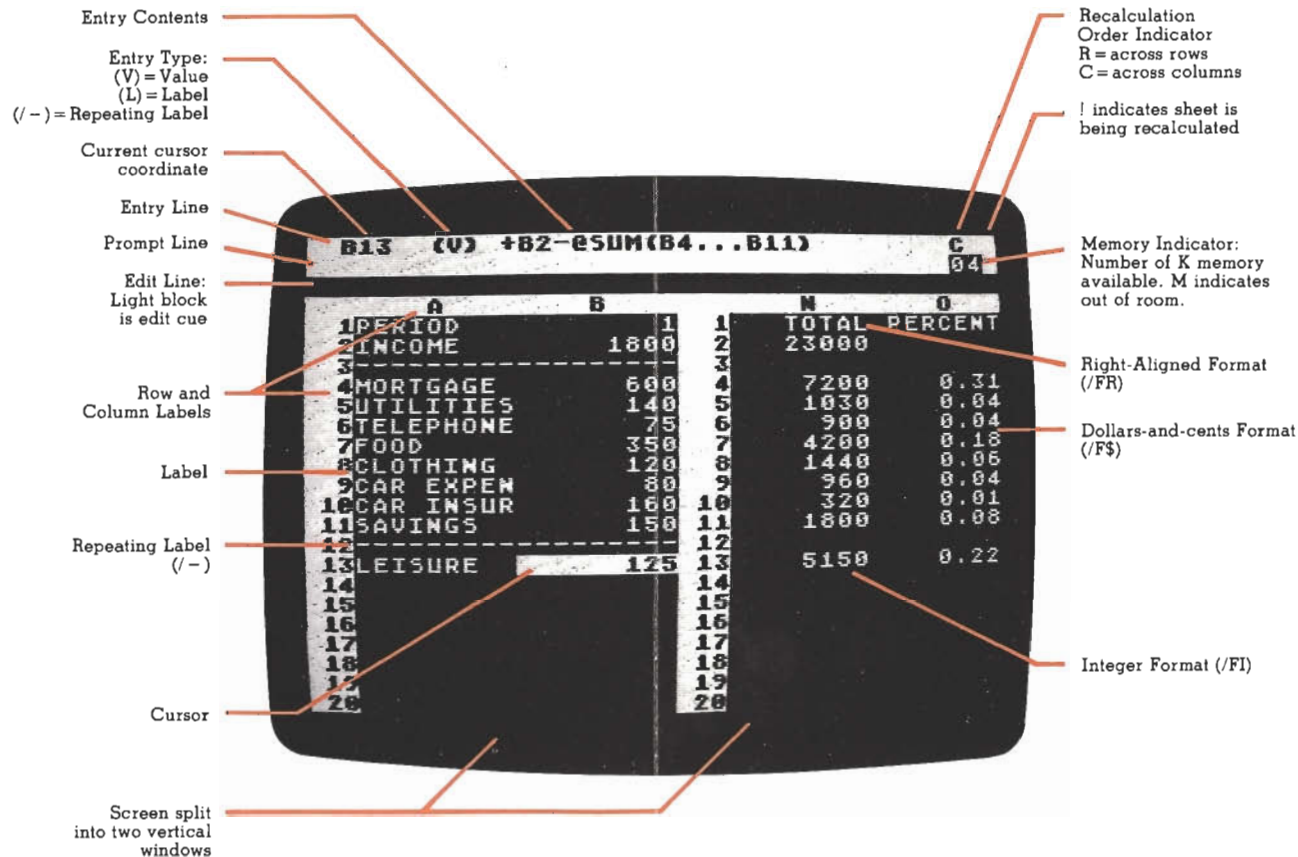 Entry Contents
Entry Type:
(V) = Value
(L) = Label
(/ -) = Repeating Label
Current cursor
coordinate
Entry Line
Prompt Line
Edit Line:
Light block
is edit cue
Row and
Column Labels
Label
Repeating Label
(/ -)
Cursor
Screen split
into two vertical
windows
B13 (V) +B2-@SUM(B4...B11) C
04
A B N O
1 PERIOD 1 1 TOTAL PERCENT
2 INCOME 1800 2 23000
3 -------------------- 3
4 MORTGAGE 600 4 7200 0.31
5 UTILITIES 140 5 1030 0.04
6 TELEPHONE 75 6 900 0.04
7 FOOD 350 7 4200 0.18
8 CLOTHING 120 8 1440 0.06
9 CAR EXPEN 80 9 960 0.04
10 CAR INSUR 160 10 320 0.01
11 SAVINGS 150 11 1800 0.08
12 -------------------- 12
13 LEISURE 125 13 5150 0.22
14 14
15 15
16 16
17 17
18 18
19 19
20 20
Recalculation
Order Indicator
R = across rows
C = across columns
! indicates sheet is
being recalculated
Memory Indicator:
Number of K memory
available. M indicates
out of room.
Right-Aligned Format
(/FR)
Dollars-and-cents Format
(/F$)
Integer Format (/FI)